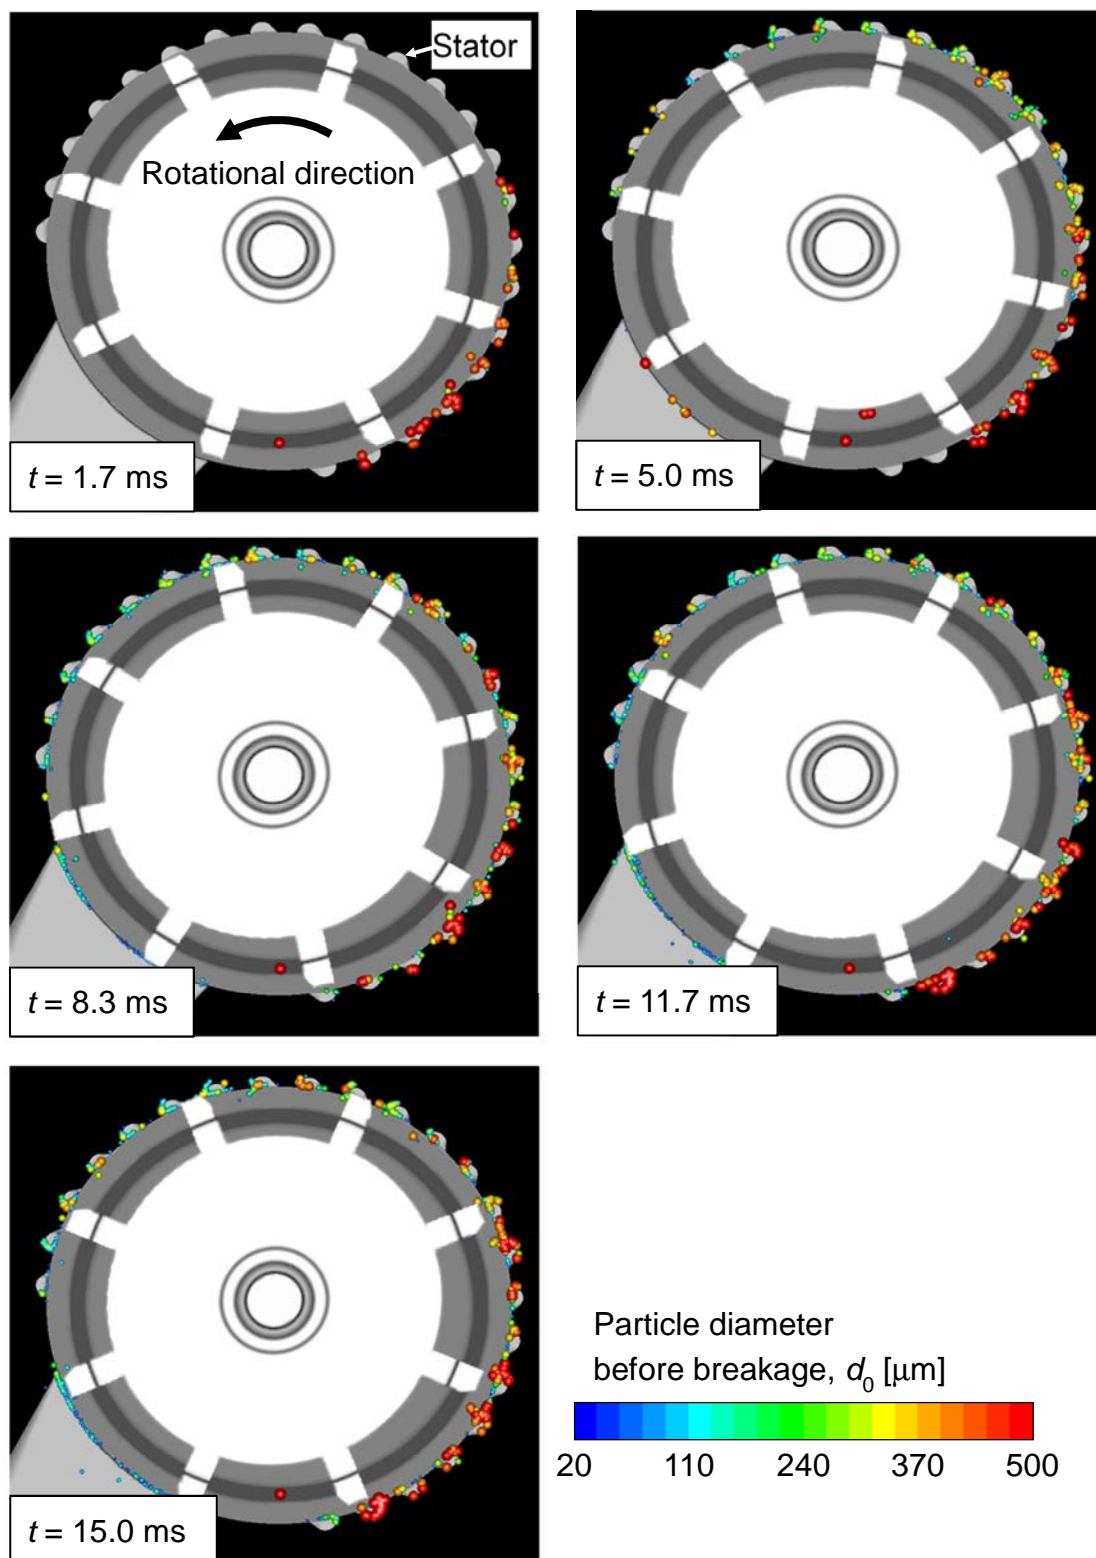 Stator
Rotational direction
t = 1.7 ms
t = 5.0 ms
t = 8.3 ms
t = 11.7 ms
t = 15.0 ms
Particle diameter
before breakage, d0 [μm]
20 110 240 370 500